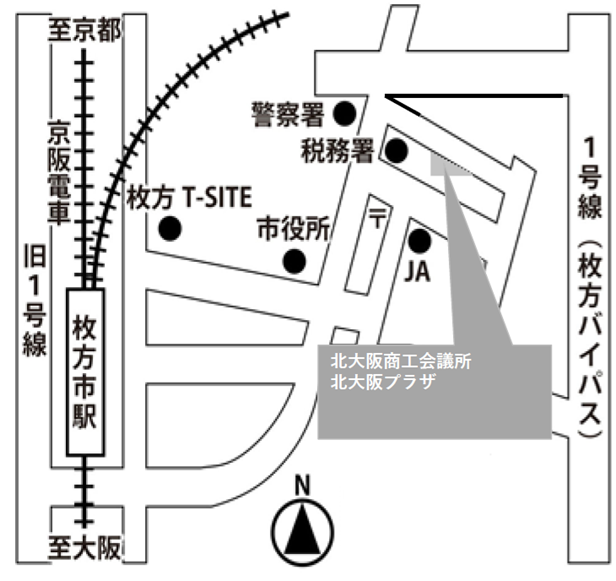 至京都
京阪電車
旧1号線
枚方市駅
至大阪
枚方 T-SITE
警察署
税務署
市役所
〒
JA
北大阪商工会議所
北大阪プラザ
1号線（枚方バイパス）
N